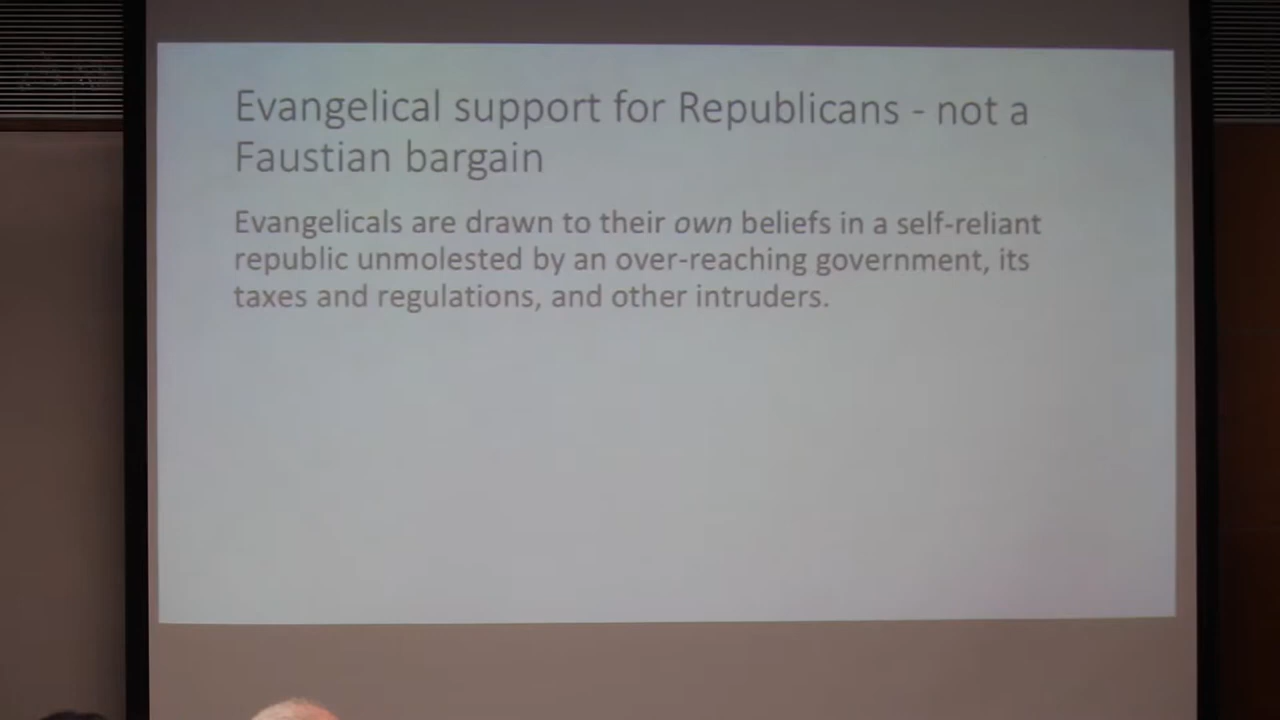 Evangelical support for Republicans - not a
Faustian bargain
Evangelicals are drawn to their own beliefs in a self-reliant
republic unmolested by an over-reaching government, its
taxes and regulations, and other intruders.